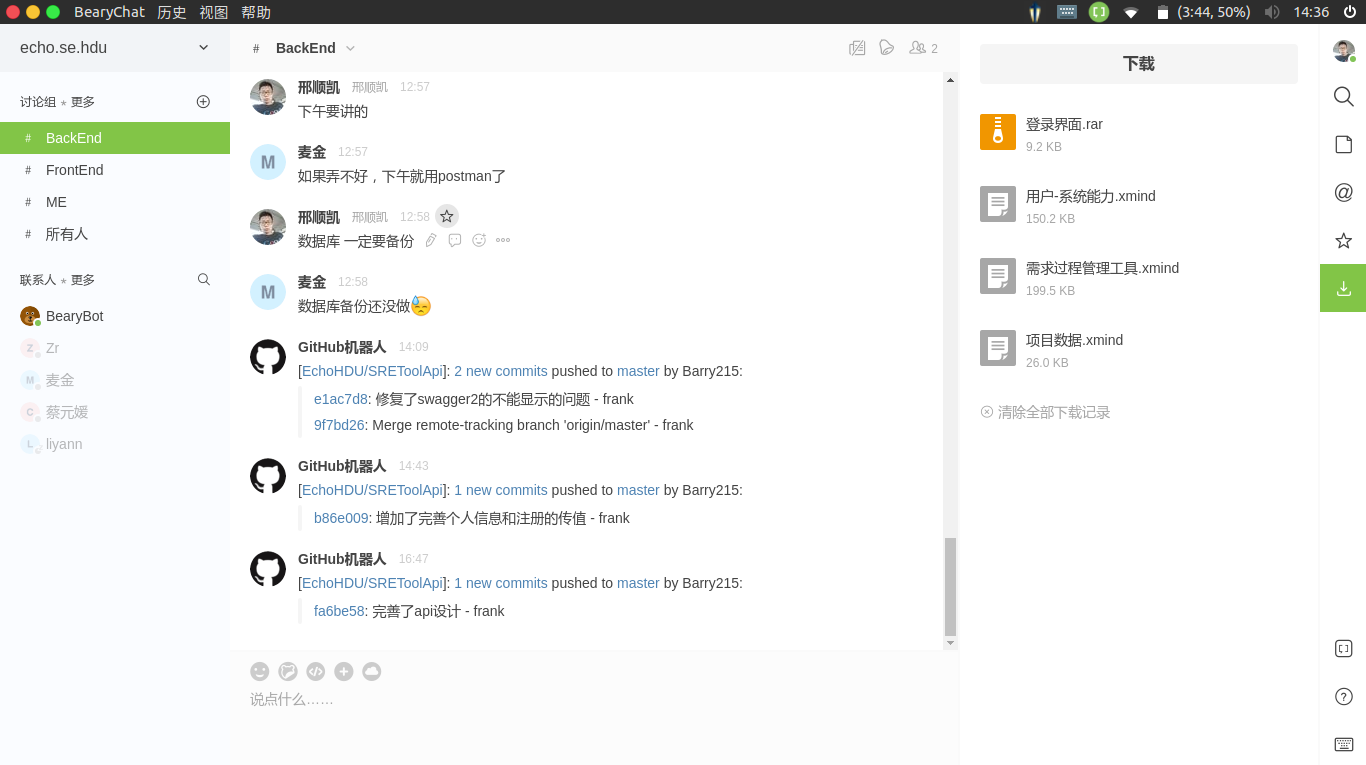 BearyChat 历史 视图 帮助
(3:44, 50%) 14:36
echo.se.hdu
讨论组 * 更多
# BackEnd
# FrontEnd
# ME
# 所有人
联系人 * 更多
BearyBot
Z Zr
M 麦金
C 蔡元媛
L liyann
# BackEnd
2
邢顺凯 邢顺凯 12:57
下午要讲的
M 麦金 12:57
如果弄不好，下午就用postman了
邢顺凯 邢顺凯 12:58
数据库 一定要备份
M 麦金 12:58
数据库备份还没做😓
GitHub机器人 14:09
[EchoHDU/SREToolApi]: 2 new commits pushed to master by Barry215:
e1ac7d8: 修复了swagger2的不能显示的问题 - frank
9f7bd26: Merge remote-tracking branch 'origin/master' - frank
GitHub机器人 14:43
[EchoHDU/SREToolApi]: 1 new commits pushed to master by Barry215:
b86e009: 增加了完善个人信息和注册的传值 - frank
GitHub机器人 16:47
[EchoHDU/SREToolApi]: 1 new commits pushed to master by Barry215:
fa6be58: 完善了api设计 - frank
说点什么……
下载
登录界面.rar
9.2 KB
用户-系统能力.xmind
150.2 KB
需求过程管理工具.xmind
199.5 KB
项目数据.xmind
26.0 KB
清除全部下载记录